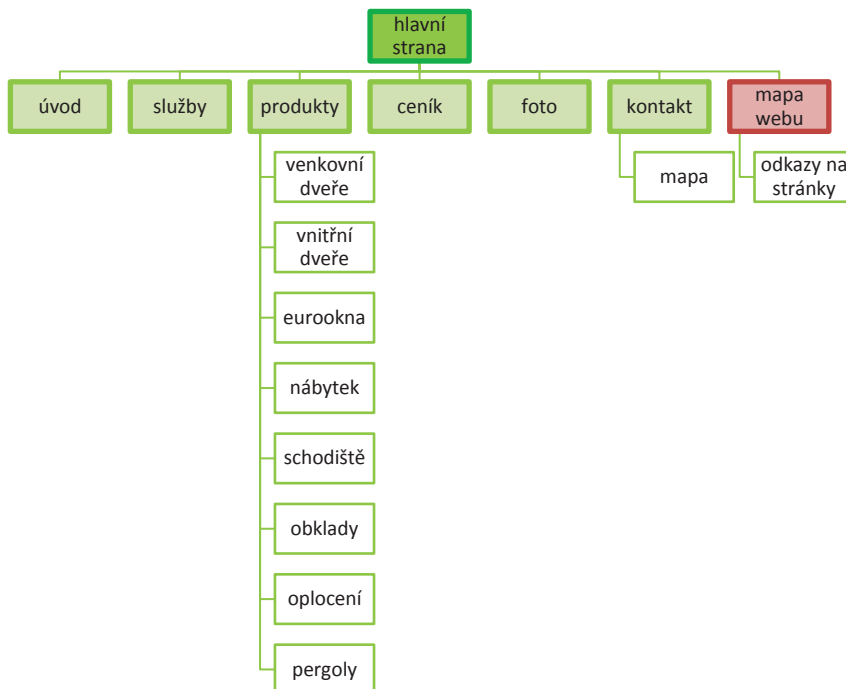 hlavní
strana
úvod
služby
produkty
ceník
foto
kontakt
mapa
webu
venkovní
dveře
vnitřní
dveře
eurookna
nábytek
schodiště
obklady
oplocení
pergoly
mapa
odkazy na
stránky